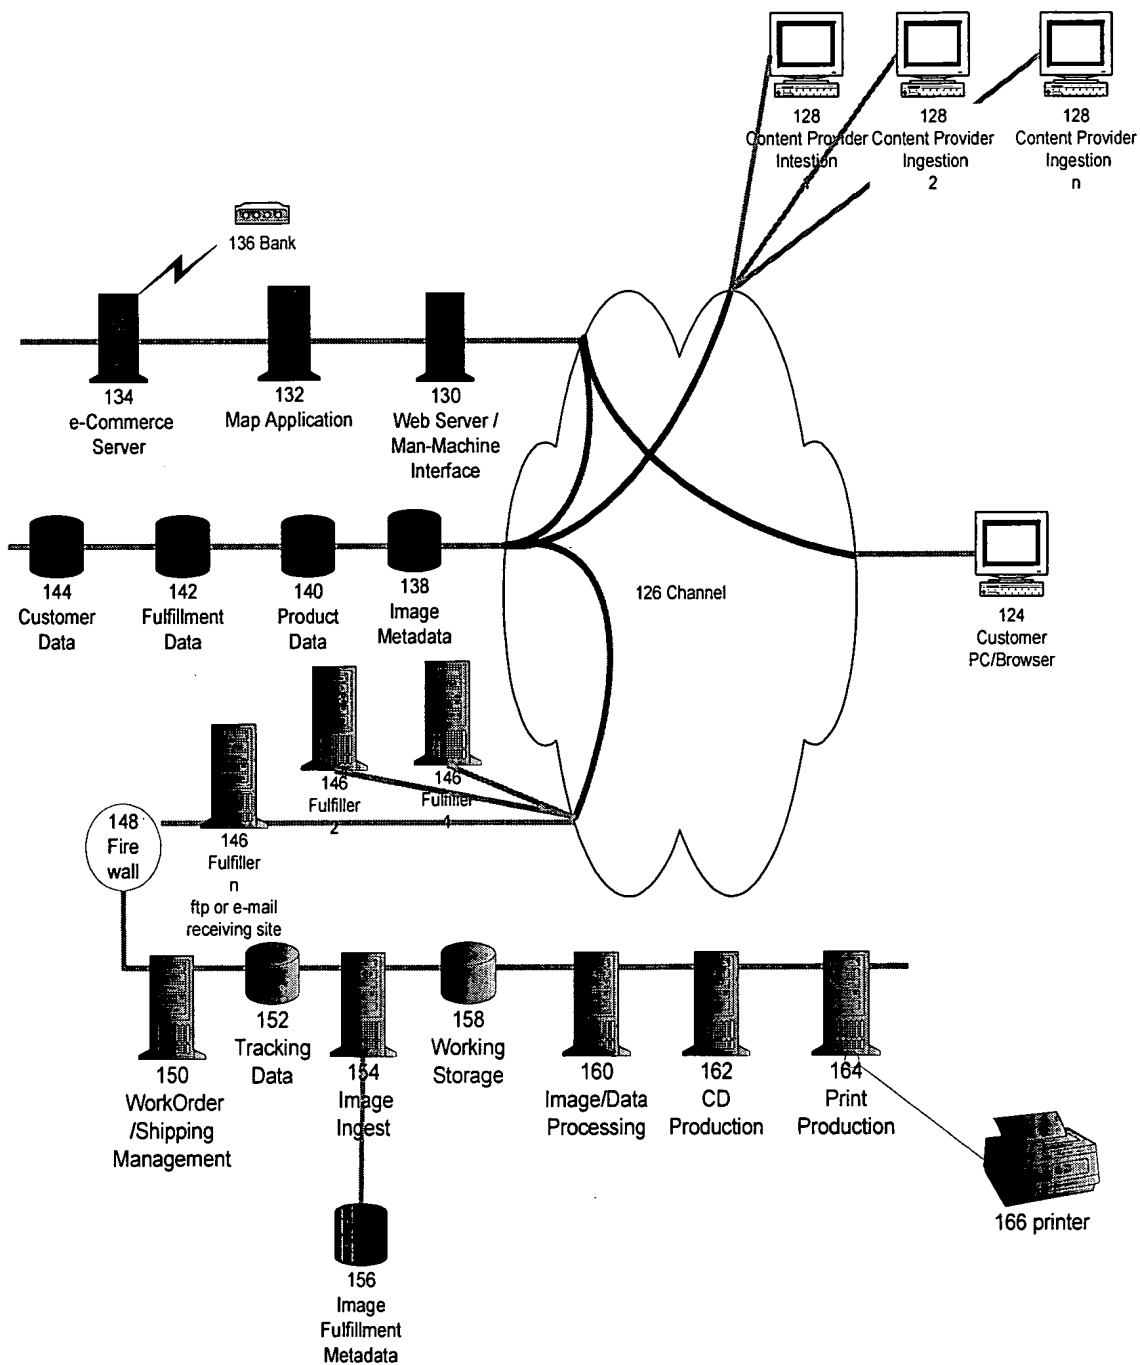 128
Content Provider
Intestion
128
Content Provider
Ingestion
2
128
Content Provider
Ingestion
n
136 Bank
134
e-Commerce
Server
132
Map Application
130
Web Server /
Man-Machine
Interface
144
Customer
Data
142
Fulfillment
Data
140
Product
Data
138
Image
Metadata
126 Channel
124
Customer
PC/Browser
146
Fulfiller
2
146
Fulfiller
148
Fire
wall
146
Fulfiller
n
ftp or e-mail
receiving site
150
WorkOrder
/Shipping
Management
152
Tracking
Data
154
Image
Ingest
158
Working
Storage
160
Image/Data
Processing
162
CD
Production
164
Print
Production
166 printer
156
Image
Fulfillment
Metadata